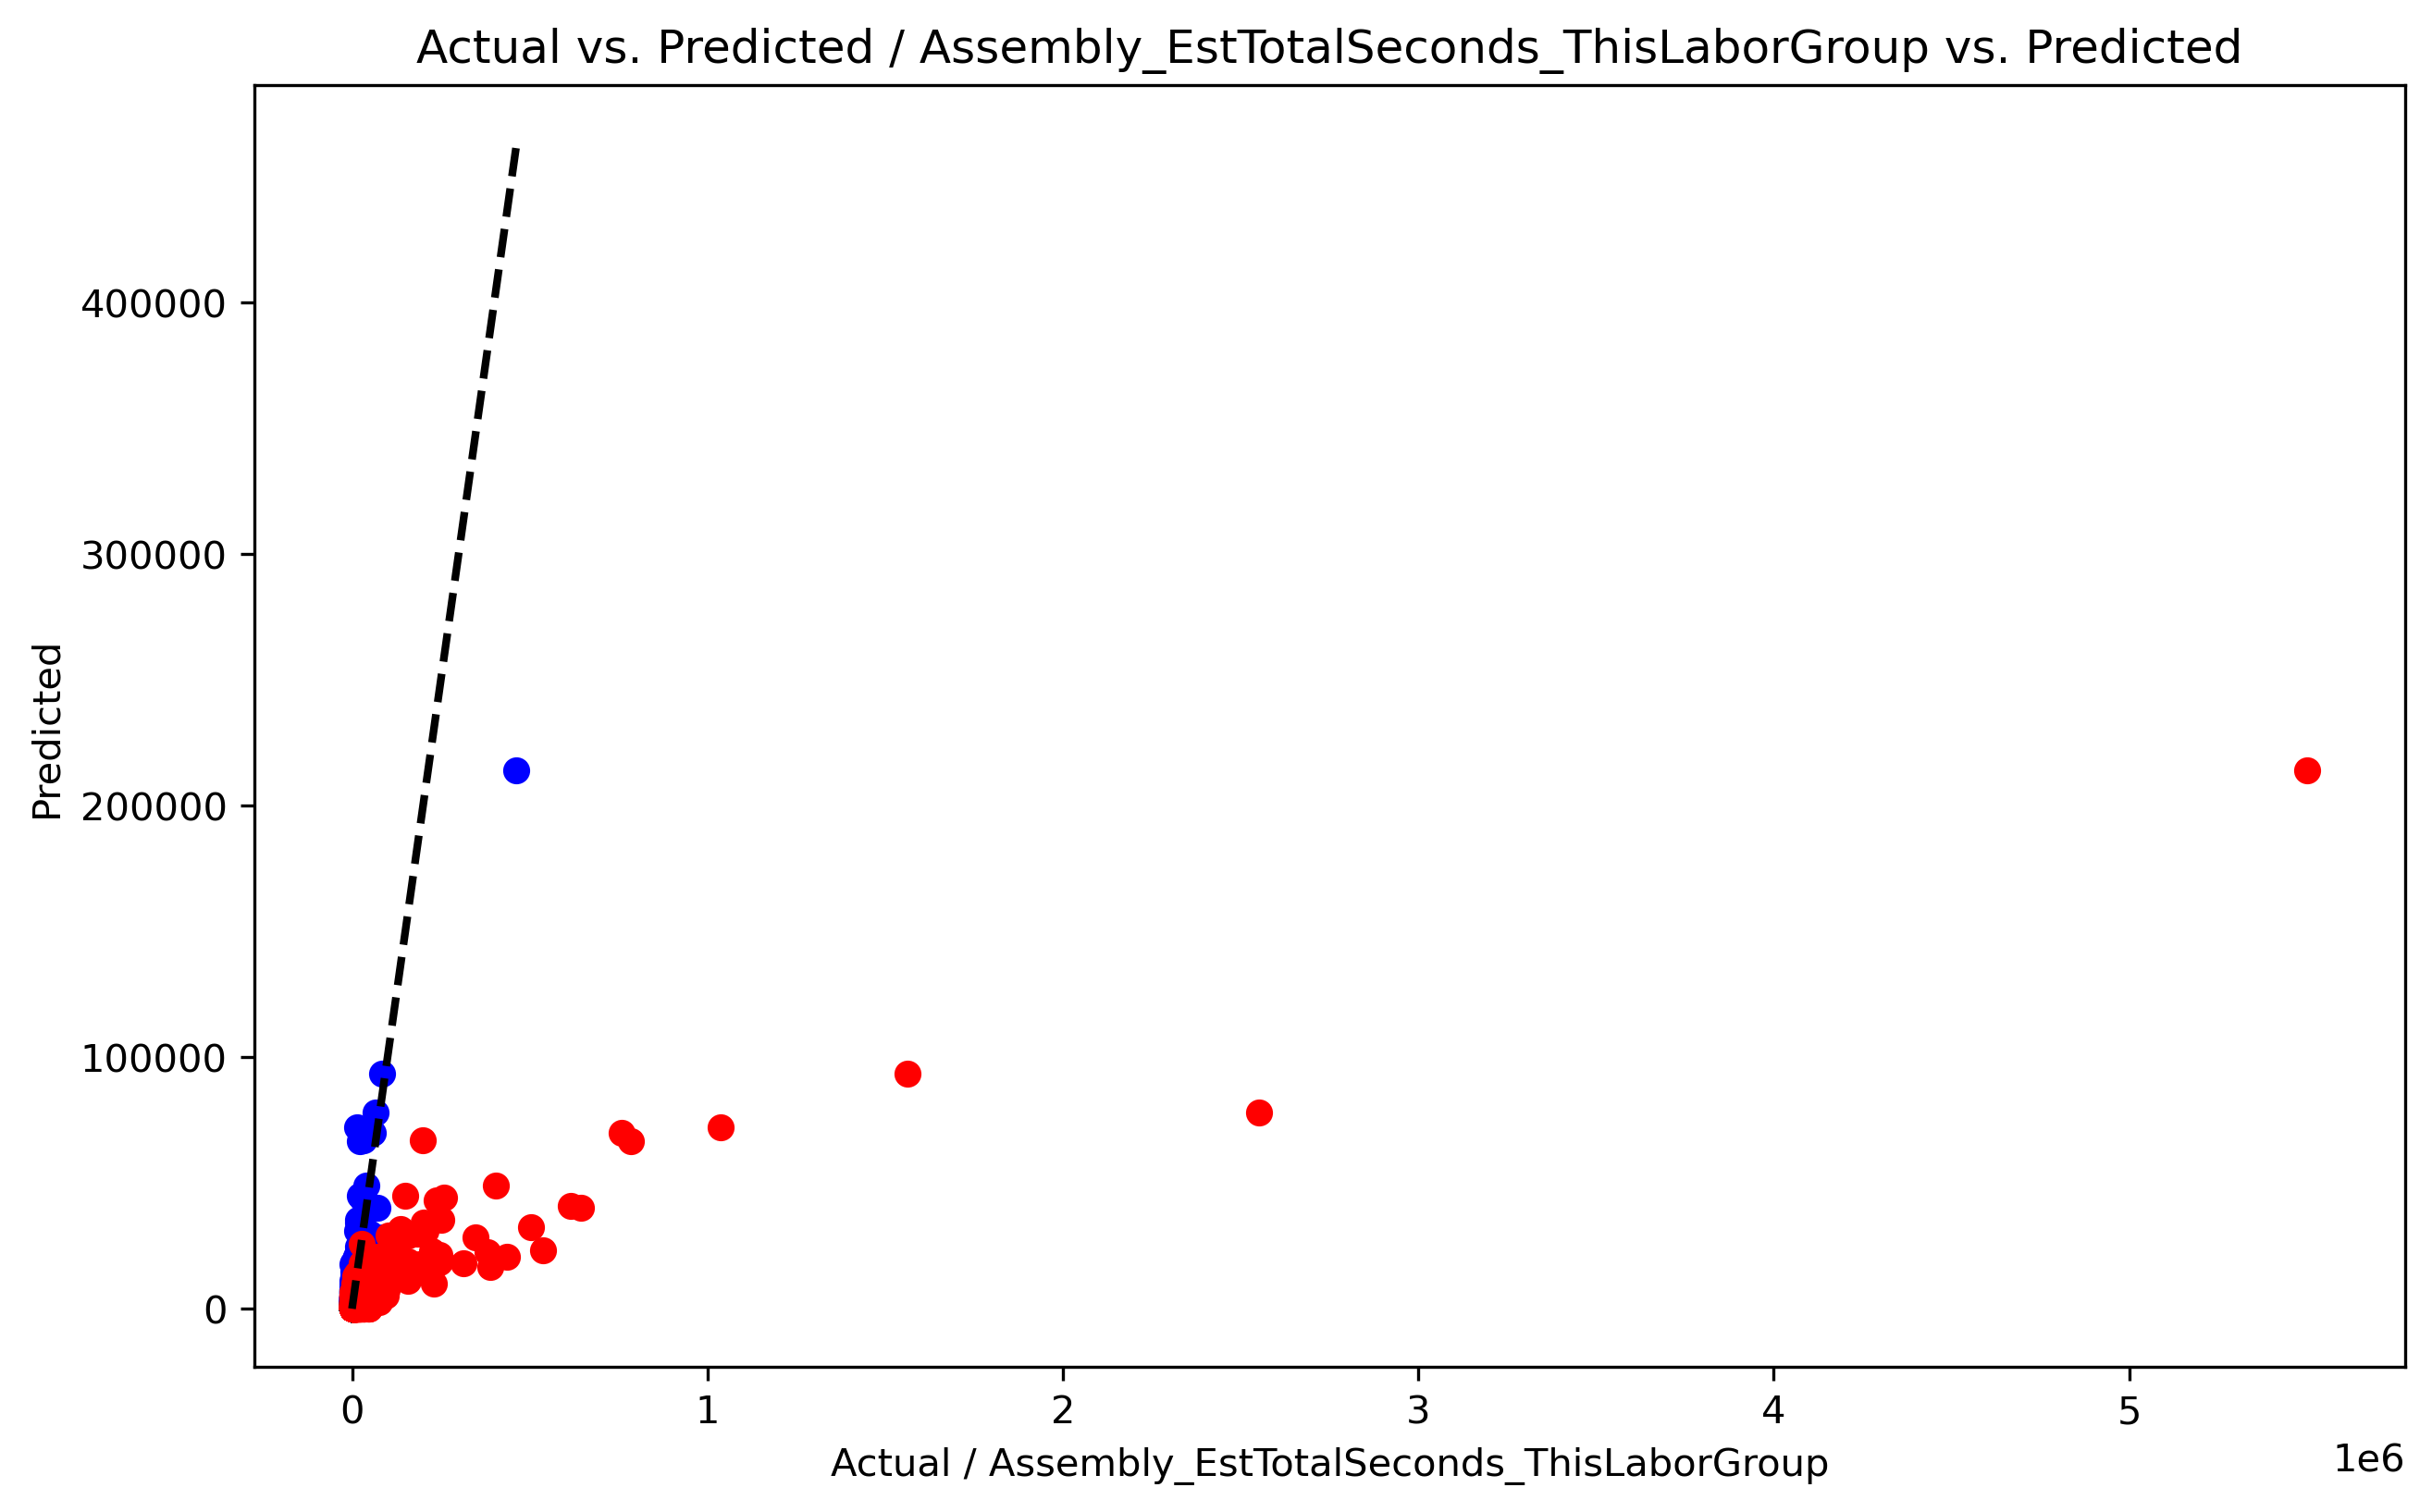 Actual vs. Predicted / Assembly_EstTotalSeconds_ThisLaborGroup vs. Predicted
400000
300000
200000
100000
0
Predicted
0 1 2 3 4 5
1e6
Actual / Assembly_EstTotalSeconds_ThisLaborGroup